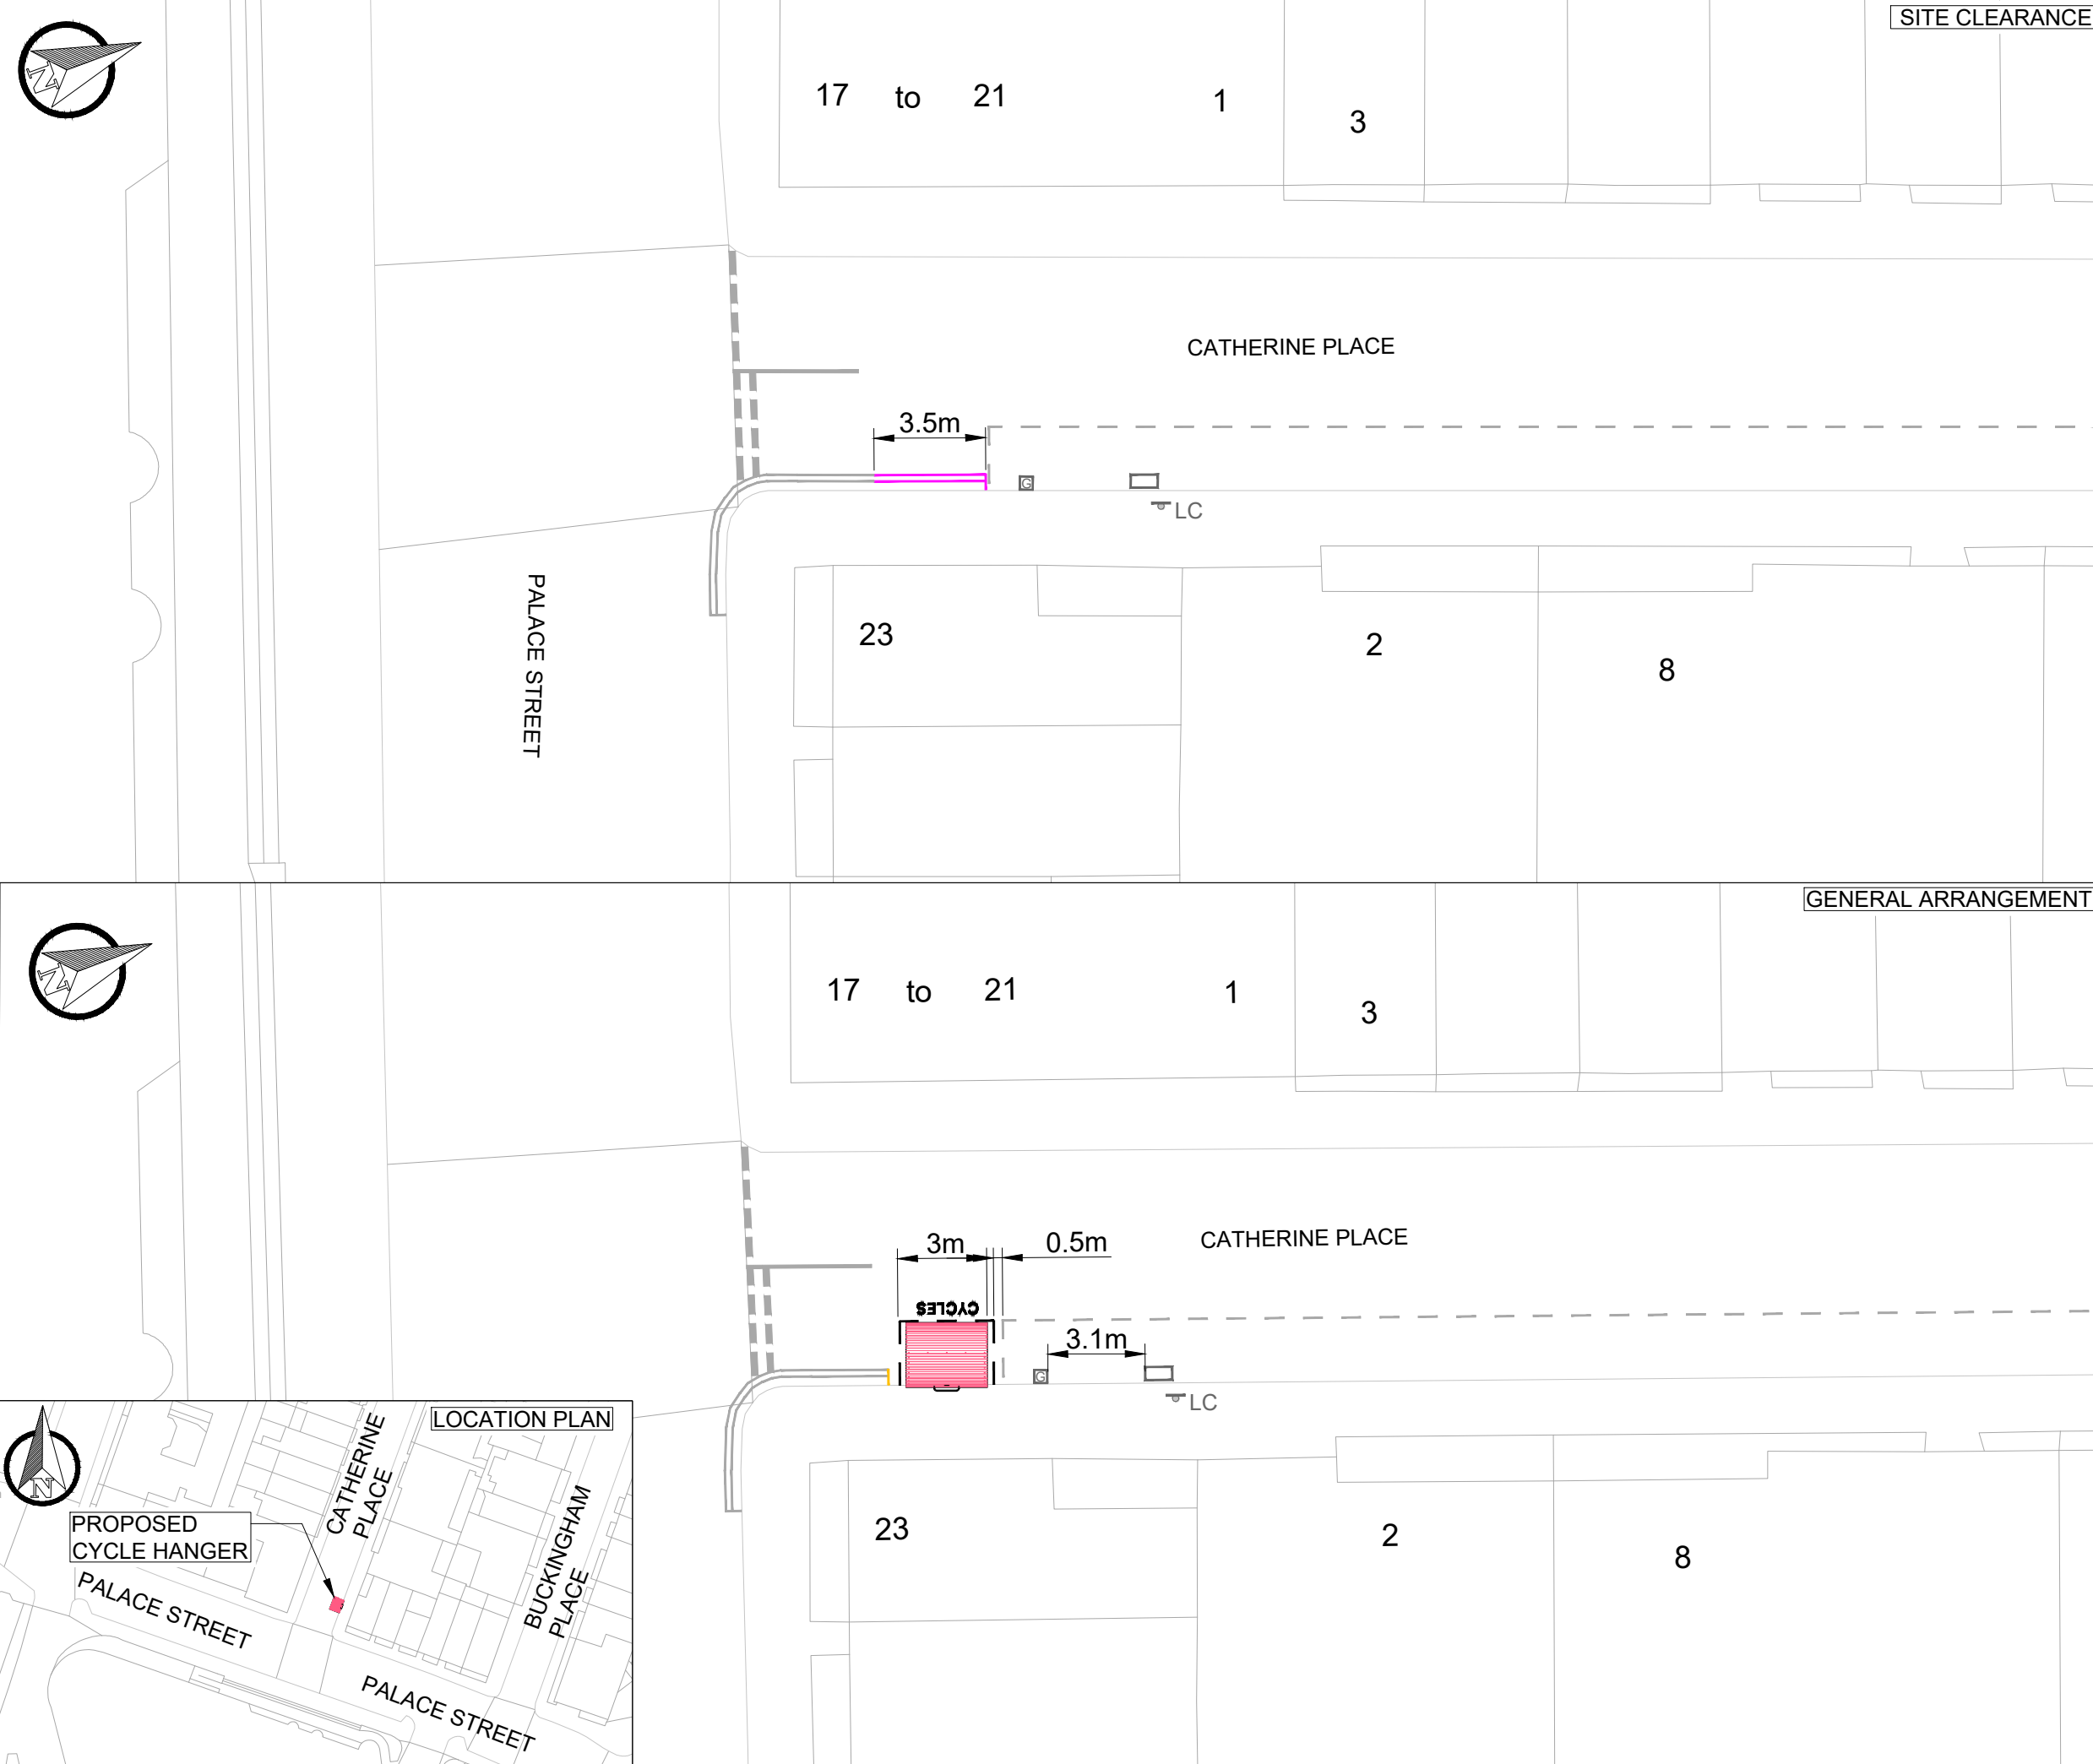 SITE CLEARANCE
N
17 to 21
1
3
CATHERINE PLACE
3.5m
G
LC
PALACE STREET
23
2
8
GENERAL ARRANGEMENT
N
17 to 21
1
3
CATHERINE PLACE
3m
0.5m
CYCLES
3.1m
G
LC
23
2
8
LOCATION PLAN
N
CATHERINE
PLACE
PROPOSED
CYCLE HANGER
BUCKINGHAM
PLACE
PALACE STREET
PALACE STREET